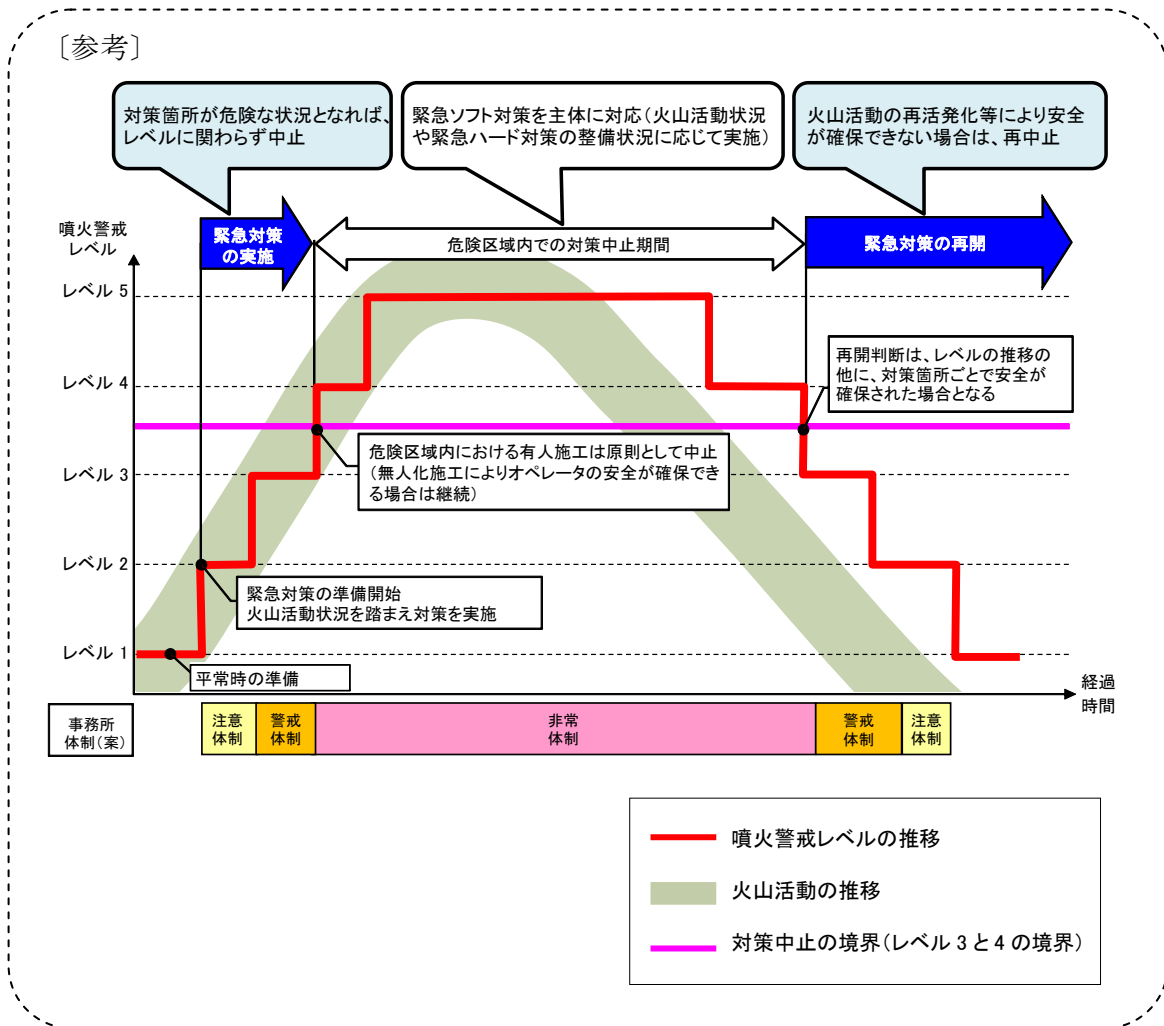 〔参考〕
対策箇所が危険な状況となれば、
レベルに関わらず中止
緊急ソフト対策を主体に対応(火山活動状況
や緊急ハード対策の整備状況に応じて実施)
火山活動の再活発化等により安全
が確保できない場合は、再中止
噴火警戒
レベル
緊急対策
の実施
危険区域内での対策中止期間
緊急対策の再開
レベル 5
レベル 4
レベル 3
レベル 2
レベル 1
再開判断は、レベルの推移の
他に、対策箇所ごとで安全が
確保された場合となる
危険区域内における有人施工は原則として中止
(無人化施工によりオペレータの安全が確保でき
る場合は継続)
緊急対策の準備開始
火山活動状況を踏まえ対策を実施
平常時の準備
経過
時間
事務所
体制(案)
注意
体制
警戒
体制
非常
体制
警戒
体制
注意
体制
噴火警戒レベルの推移
火山活動の推移
対策中止の境界(レベル 3 と 4 の境界)